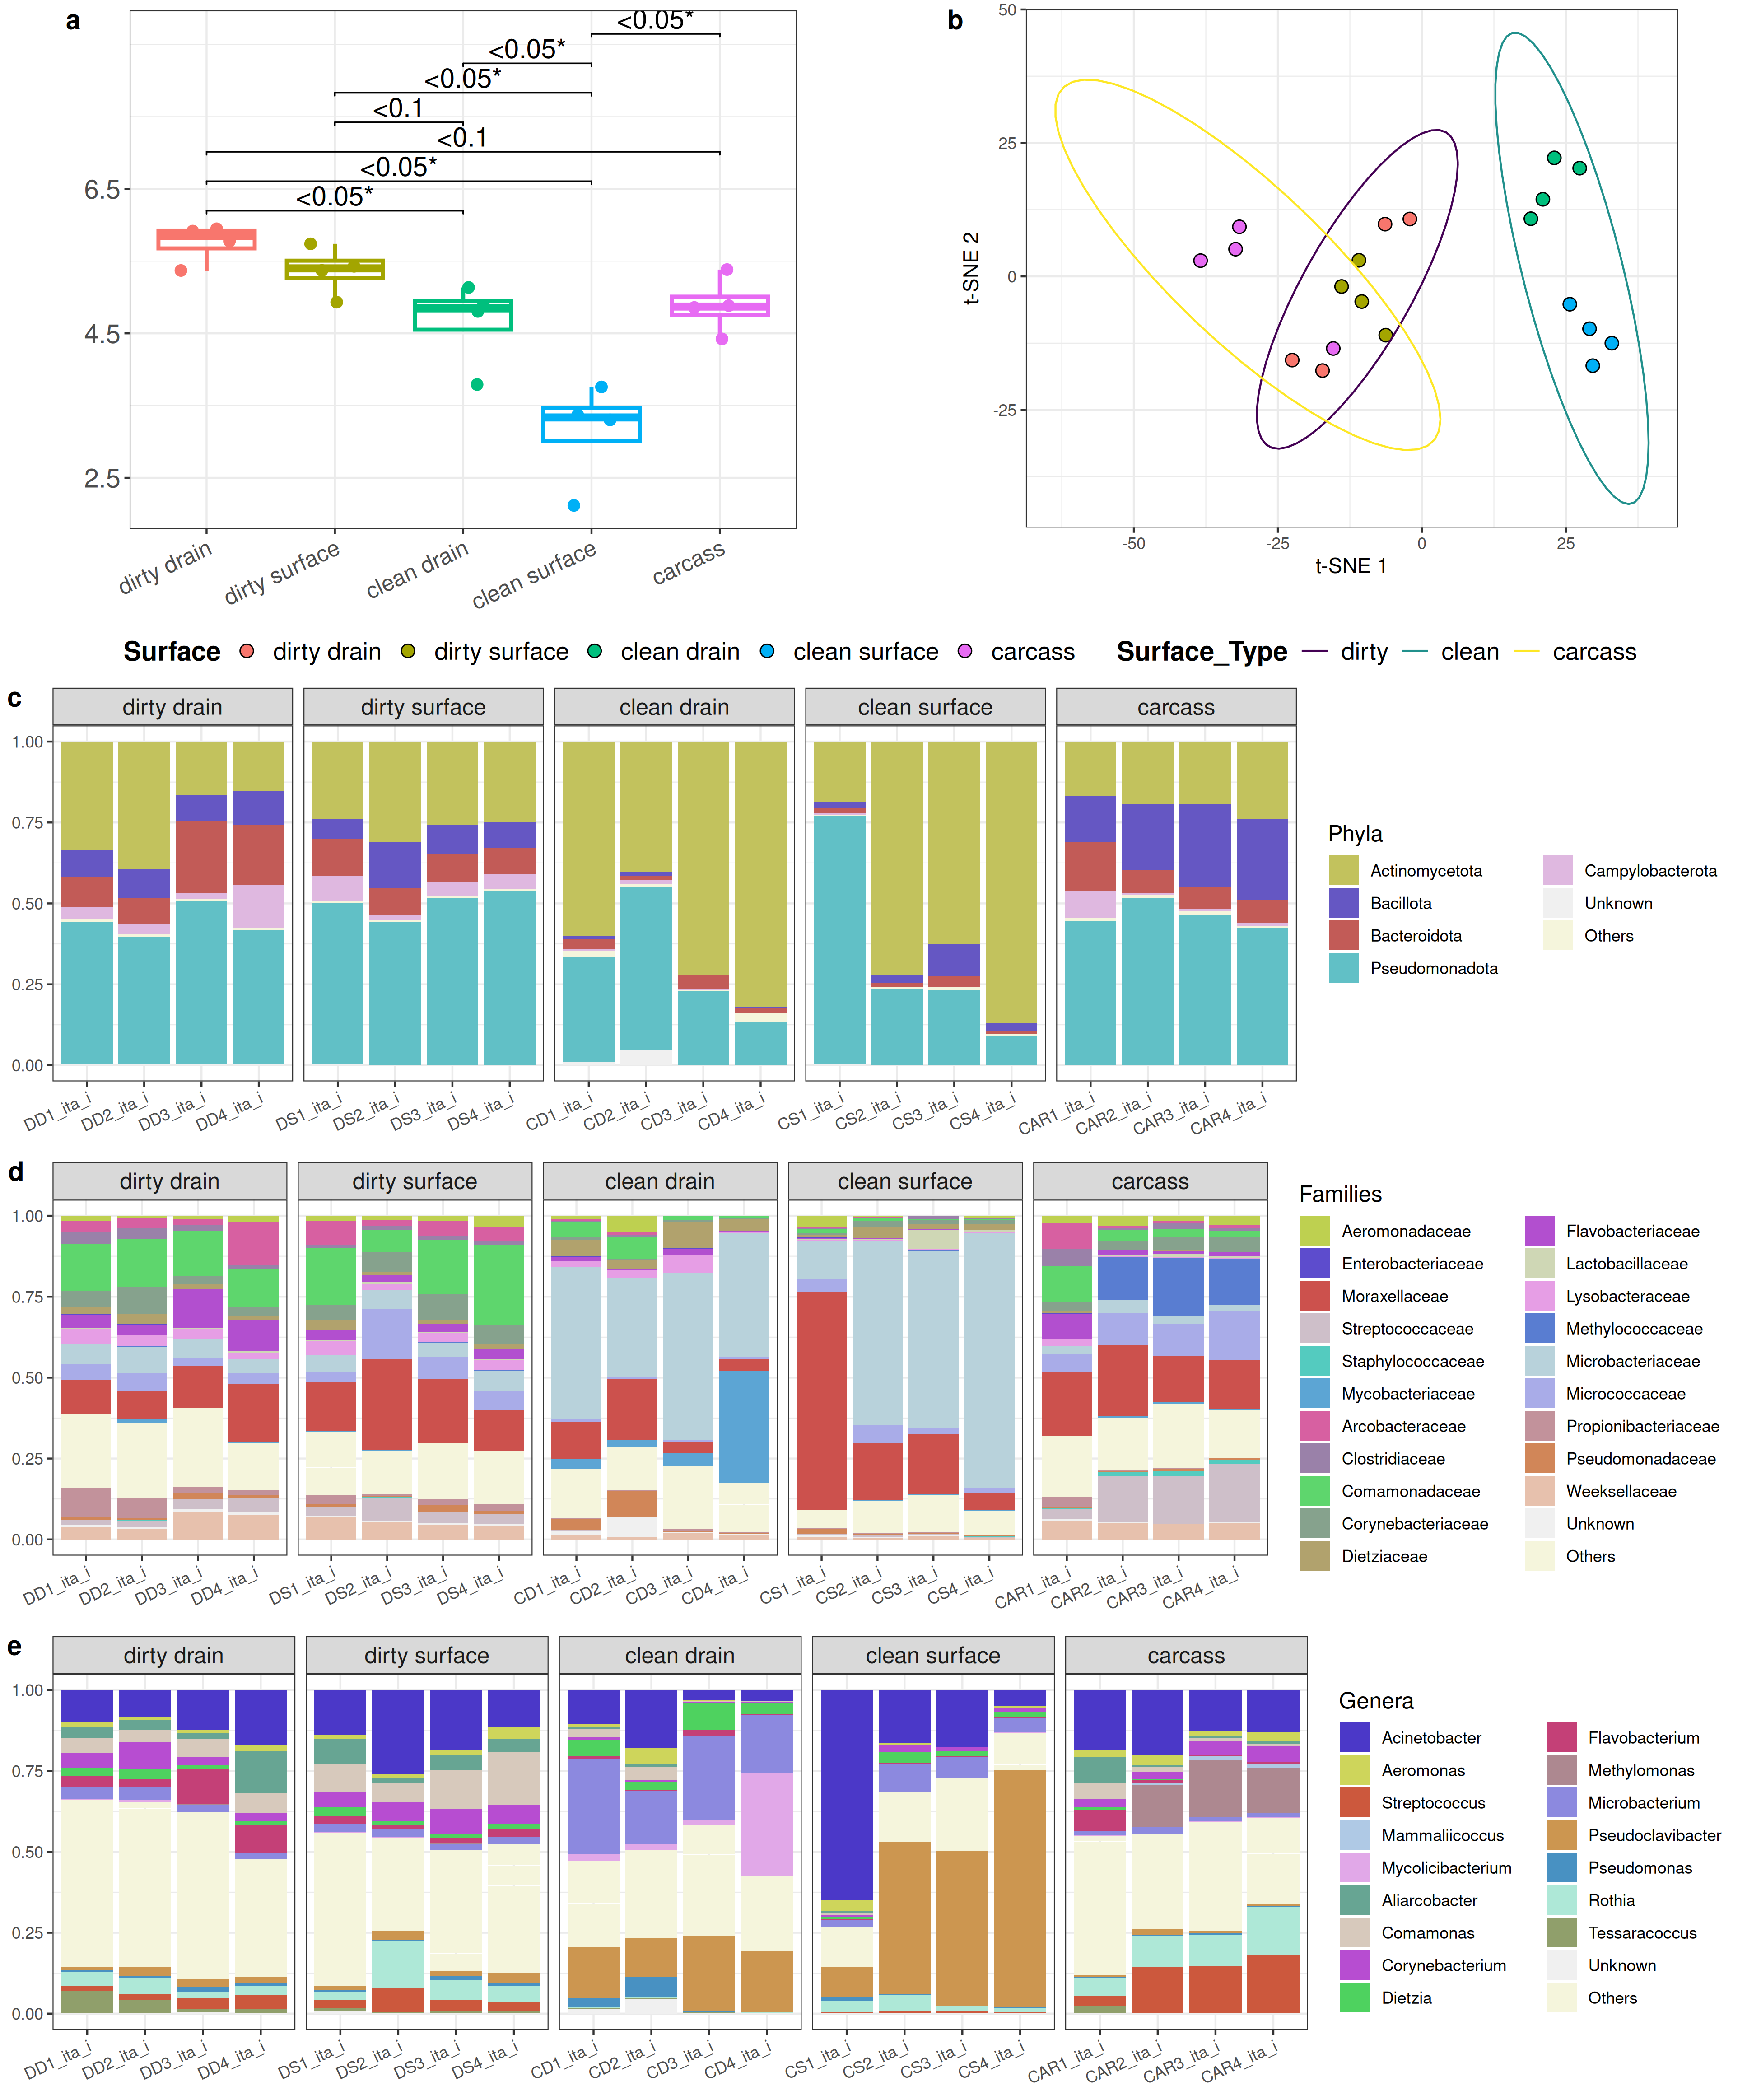 a
<0.05*
<0.05*
<0.05*
<0.1
<0.1
<0.05*
<0.05*
6.5
4.5
2.5
dirty drain
dirty surface
clean drain
clean surface
carcass
b
50
25
0
-25
t-SNE 2
-50
-25
0
25
t-SNE 1
Surface dirty drain dirty surface clean drain clean surface carcass
Surface_Type dirty clean carcass
c
dirty drain
dirty surface
clean drain
clean surface
carcass
1.00
0.75
0.50
0.25
0.00
DD1_ita_i
DD2_ita_i
DD3_ita_i
DD4_ita_i
DS1_ita_i
DS2_ita_i
DS3_ita_i
DS4_ita_i
CD1_ita_i
CD2_ita_i
CD3_ita_i
CD4_ita_i
CS1_ita_i
CS2_ita_i
CS3_ita_i
CS4_ita_i
CAR1_ita_i
CAR2_ita_i
CAR3_ita_i
CAR4_ita_i
Phyla
Actinomycetota
Bacillota
Bacteroidota
Pseudomonadota
Campylobacterota
Unknown
Others
d
dirty drain
dirty surface
clean drain
clean surface
carcass
1.00
0.75
0.50
0.25
0.00
DD1_ita_i
DD2_ita_i
DD3_ita_i
DD4_ita_i
DS1_ita_i
DS2_ita_i
DS3_ita_i
DS4_ita_i
CD1_ita_i
CD2_ita_i
CD3_ita_i
CD4_ita_i
CS1_ita_i
CS2_ita_i
CS3_ita_i
CS4_ita_i
CAR1_ita_i
CAR2_ita_i
CAR3_ita_i
CAR4_ita_i
Families
Aeromonadaceae
Enterobacteriaceae
Moraxellaceae
Streptococcaceae
Staphylococcaceae
Mycobacteriaceae
Arcobacteraceae
Clostridiaceae
Comamonadaceae
Corynebacteriaceae
Dietziaceae
Flavobacteriaceae
Lactobacillaceae
Lysobacteraceae
Methylococcaceae
Microbacteriaceae
Micrococcaceae
Propionibacteriaceae
Pseudomonadaceae
Weeksellaceae
Unknown
Others
e
dirty drain
dirty surface
clean drain
clean surface
carcass
1.00
0.75
0.50
0.25
0.00
DD1_ita_i
DD2_ita_i
DD3_ita_i
DD4_ita_i
DS1_ita_i
DS2_ita_i
DS3_ita_i
DS4_ita_i
CD1_ita_i
CD2_ita_i
CD3_ita_i
CD4_ita_i
CS1_ita_i
CS2_ita_i
CS3_ita_i
CS4_ita_i
CAR1_ita_i
CAR2_ita_i
CAR3_ita_i
CAR4_ita_i
Genera
Acinetobacter
Aeromonas
Streptococcus
Mammaliicoccus
Mycolicibacterium
Aliarcobacter
Comamonas
Corynebacterium
Dietzia
Flavobacterium
Methylomonas
Microbacterium
Pseudoclavibacter
Pseudomonas
Rothia
Tessaracoccus
Unknown
Others